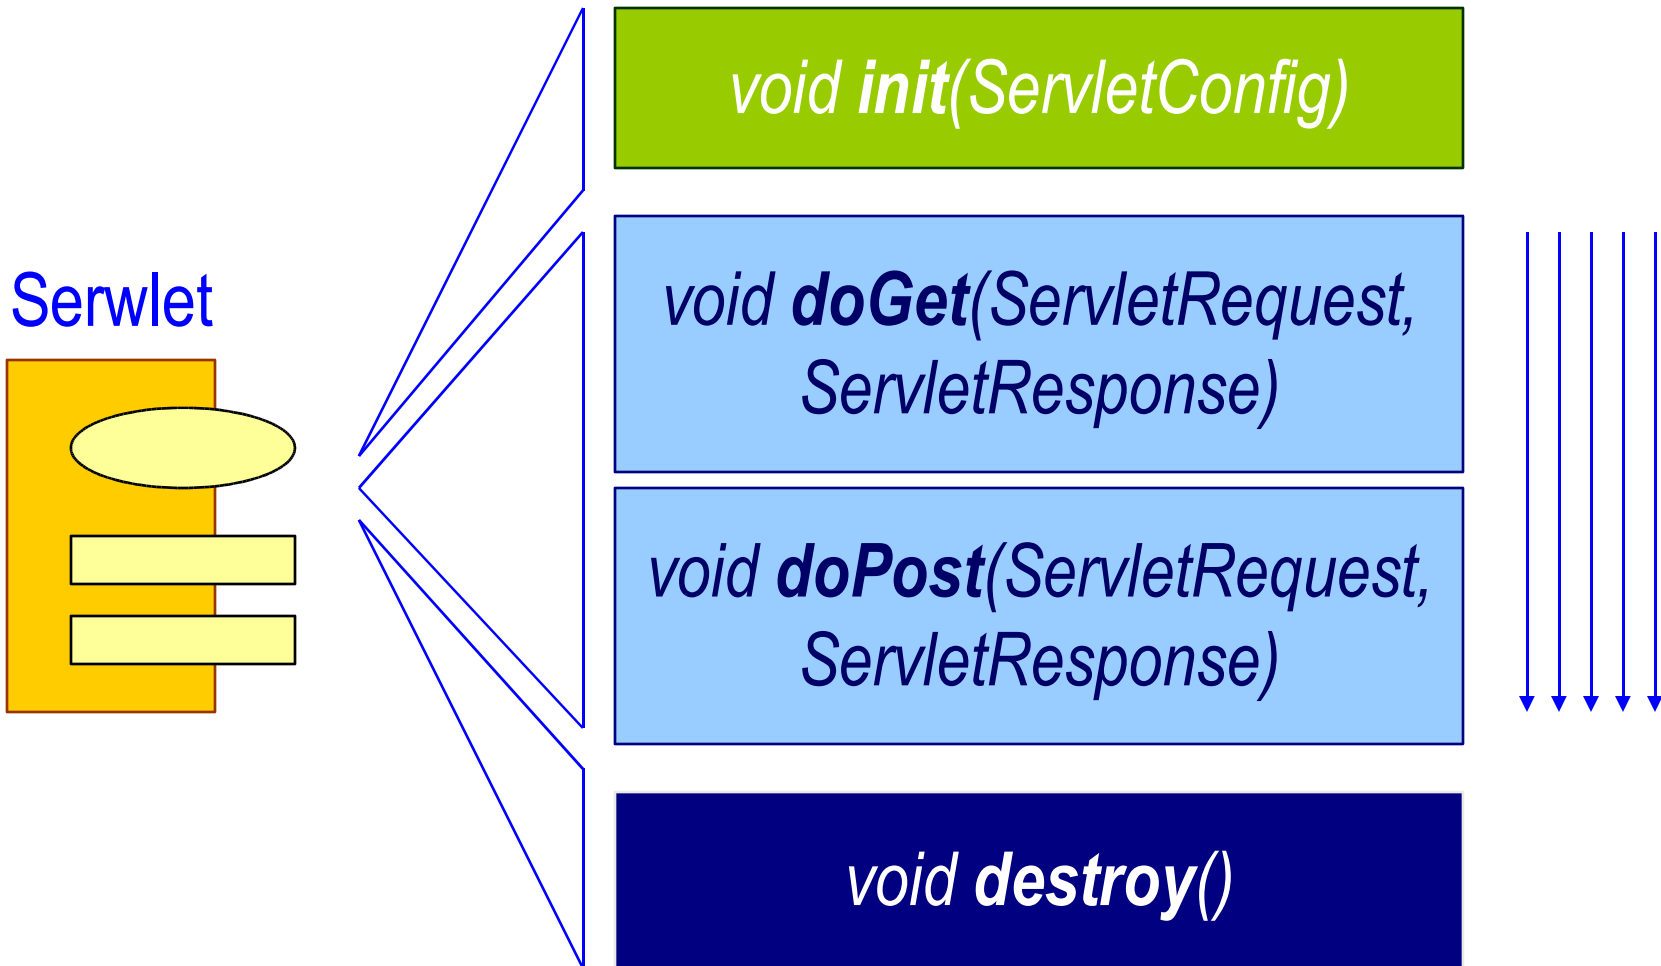 void init(ServletConfig)
Serwlet
void doGet(ServletRequest,
ServletResponse)
void doPost(ServletRequest,
ServletResponse)
void destroy()